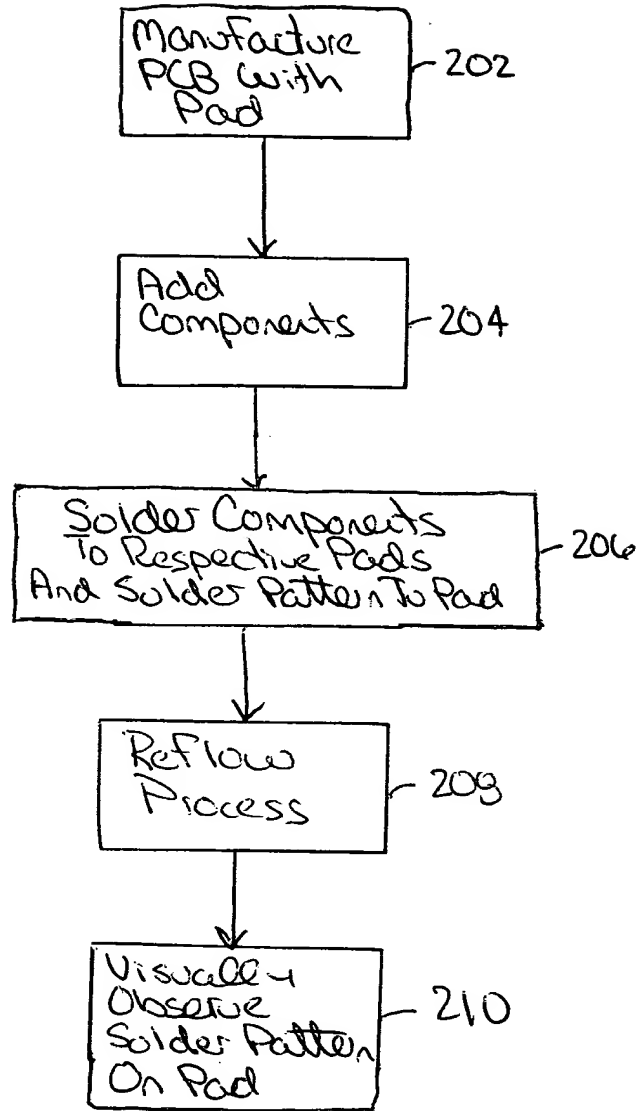 Manufacture
PCB With
Pad
202
Add
Components
204
Solder Components
To Respective Pads
And Solder Pattern To Pad
206
Reflow
Process
208
Visually
Observe
Solder Pattern
On Pad
210